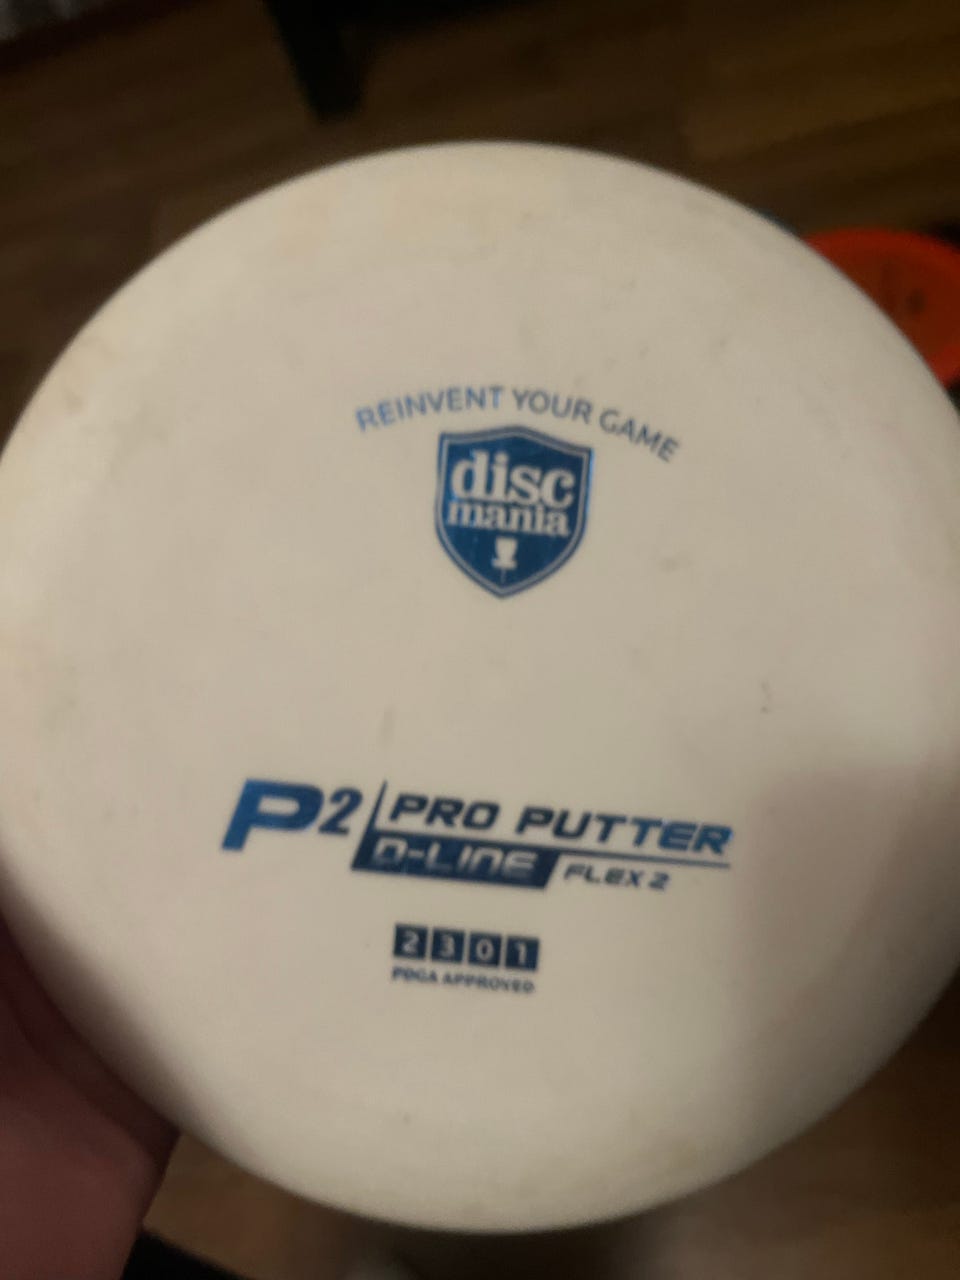 REINVENT YOUR GAME
disc
mania
P2 PRO PUTTER
D-LINE FLEX 2
2 3 0 1
PDGA APPROVED